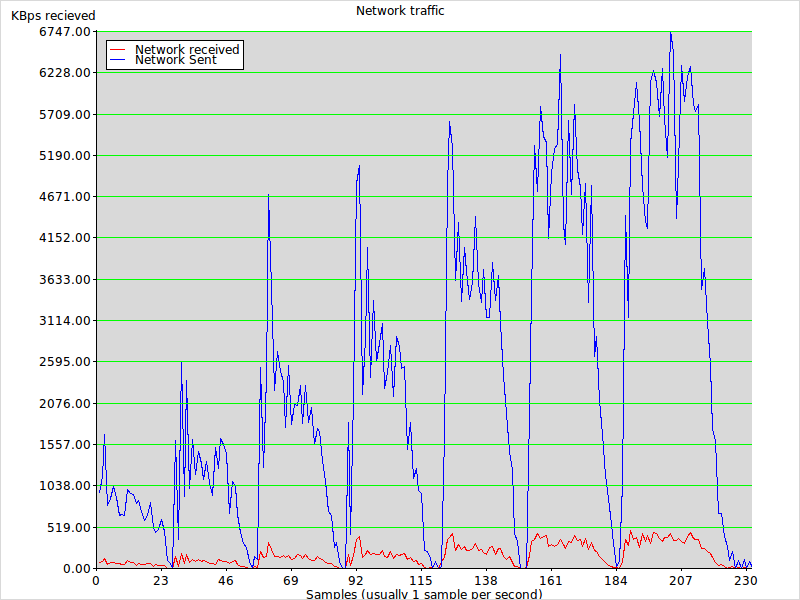 Network traffic
KBps recieved
6747.00
6228.00
5709.00
5190.00
4671.00
4152.00
3633.00
3114.00
2595.00
2076.00
1557.00
1038.00
519.00
0.00
Network received
Network Sent
0 23 46 69 92 115 138 161 184 207 230
Samples (usually 1 sample per second)